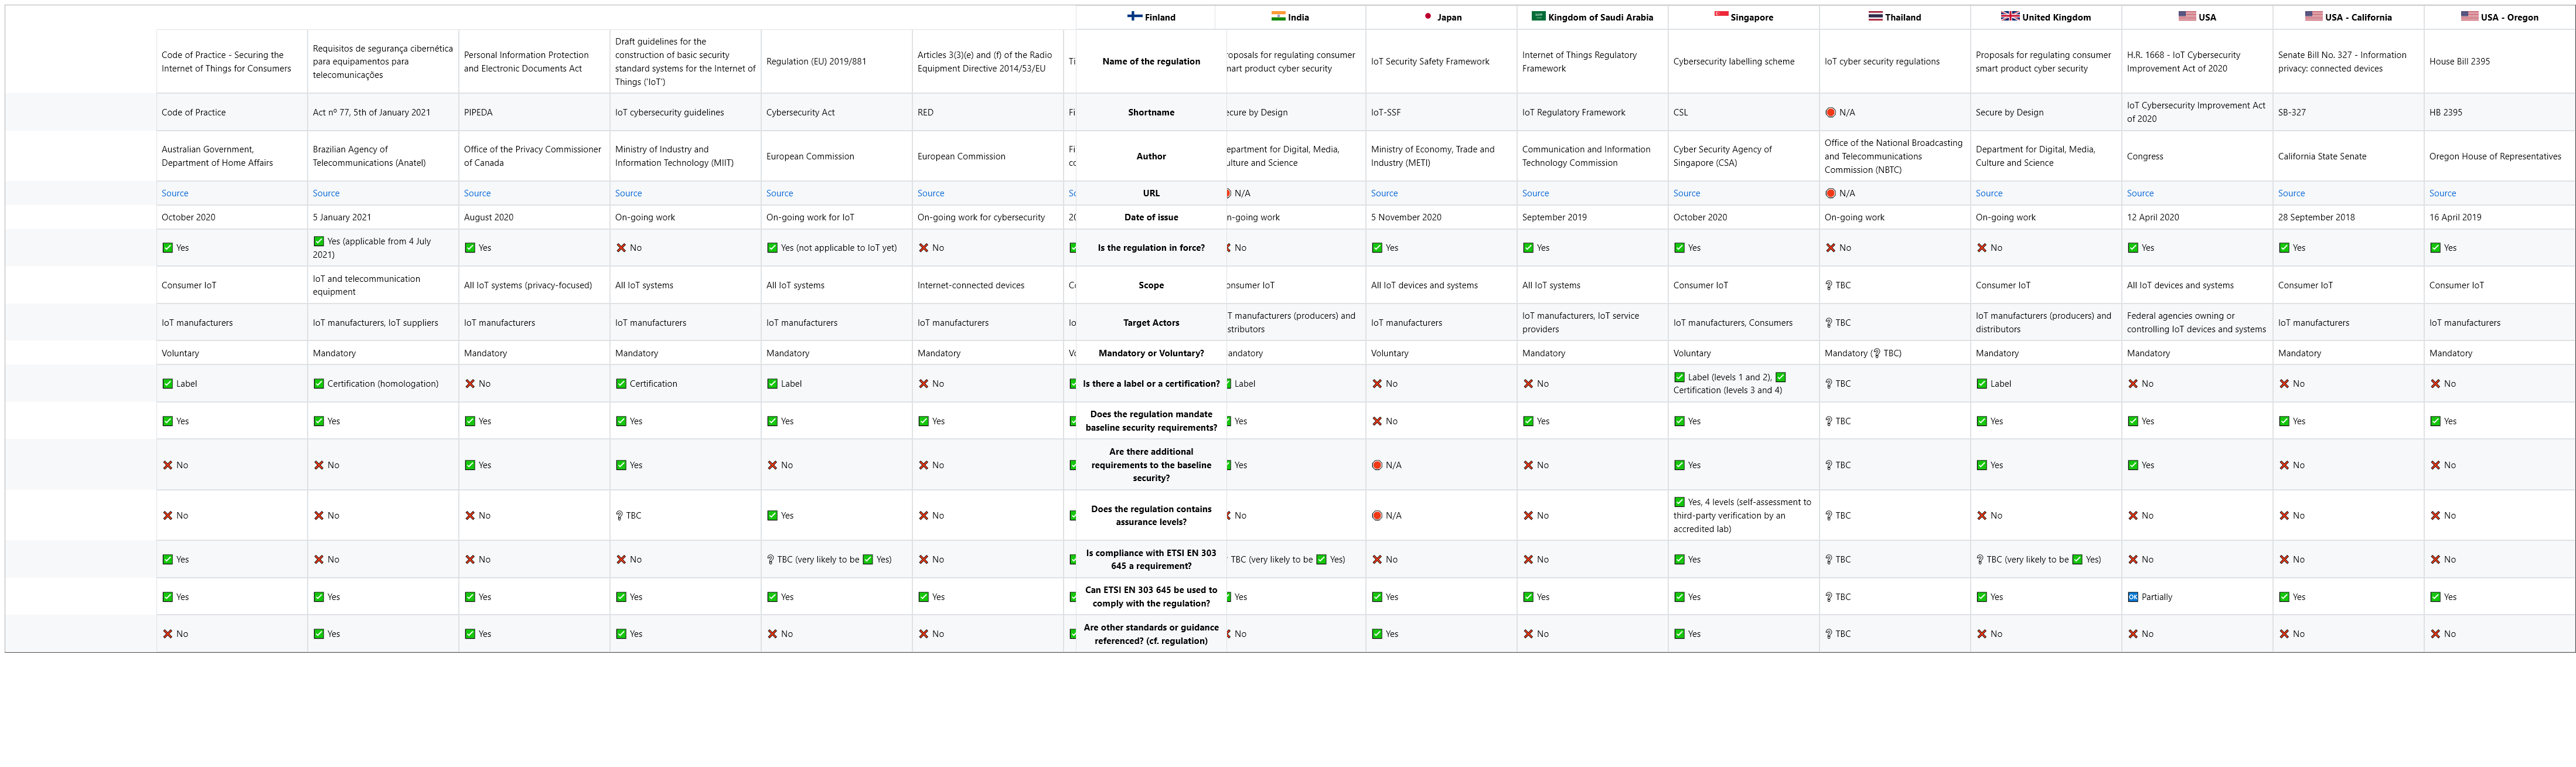 Finland India Japan Kingdom of Saudi Arabia Singapore Thailand United Kingdom USA USA - California USA - Oregon
Code of Practice - Securing the Internet of Things for Consumers
Requisitos de segurança cibernética para equipamentos para telecomunicações
Personal Information Protection and Electronic Documents Act
Draft guidelines for the construction of basic security standard systems for the Internet of Things ('IoT')
Regulation (EU) 2019/881
Articles 3(3)(e) and (f) of the Radio Equipment Directive 2014/53/EU
Ti
Name of the regulation
roposals for regulating consumer
mart product cyber security
IoT Security Safety Framework
Internet of Things Regulatory Framework
Cybersecurity labelling scheme
IoT cyber security regulations
Proposals for regulating consumer smart product cyber security
H.R. 1668 - IoT Cybersecurity Improvement Act of 2020
Senate Bill No. 327 - Information privacy: connected devices
House Bill 2395
Code of Practice
Act nº 77, 5th of January 2021
PIPEDA
IoT cybersecurity guidelines
Cybersecurity Act
RED
Fi
Shortname
ecure by Design
IoT-SSF
IoT Regulatory Framework
CSL
N/A
Secure by Design
IoT Cybersecurity Improvement Act of 2020
SB-327
HB 2395
Australian Government, Department of Home Affairs
Brazilian Agency of Telecommunications (Anatel)
Office of the Privacy Commissioner of Canada
Ministry of Industry and Information Technology (MIIT)
European Commission
European Commission
Fi
co
Author
epartment for Digital, Media,
ulture and Science
Ministry of Economy, Trade and Industry (METI)
Communication and Information Technology Commission
Cyber Security Agency of Singapore (CSA)
Office of the National Broadcasting and Telecommunications Commission (NBTC)
Department for Digital, Media, Culture and Science
Congress
California State Senate
Oregon House of Representatives
Source Source Source Source Source Source So URL N/A Source Source Source N/A Source Source Source Source
October 2020
5 January 2021
August 2020
On-going work
On-going work for IoT
On-going work for cybersecurity
20
Date of issue
n-going work
5 November 2020
September 2019
October 2020
On-going work
On-going work
12 April 2020
28 September 2018
16 April 2019
Yes
Yes (applicable from 4 July 2021)
Yes
No
Yes (not applicable to IoT yet)
No
Is the regulation in force?
No
Yes
Yes
Yes
No
No
Yes
Yes
Yes
Consumer IoT
IoT and telecommunication equipment
All IoT systems (privacy-focused)
All IoT systems
All IoT systems
Internet-connected devices
Co
Scope
onsumer IoT
All IoT devices and systems
All IoT systems
Consumer IoT
TBC
Consumer IoT
All IoT devices and systems
Consumer IoT
Consumer IoT
IoT manufacturers
IoT manufacturers, IoT suppliers
IoT manufacturers
IoT manufacturers
IoT manufacturers
IoT manufacturers
Io
Target Actors
T manufacturers (producers) and
stributors
IoT manufacturers
IoT manufacturers, IoT service providers
IoT manufacturers, Consumers
TBC
IoT manufacturers (producers) and distributors
Federal agencies owning or controlling IoT devices and systems
IoT manufacturers
IoT manufacturers
Voluntary
Mandatory
Mandatory
Mandatory
Mandatory
Mandatory
Vo
Mandatory or Voluntary?
andatory
Voluntary
Mandatory
Voluntary
Mandatory (TBC)
Mandatory
Mandatory
Mandatory
Mandatory
Label
Certification (homologation)
No
Certification
Label
No
Is there a label or a certification?
Label
No
No
Label (levels 1 and 2), Certification (levels 3 and 4)
TBC
Label
No
No
No
Yes
Yes
Yes
Yes
Yes
Yes
Does the regulation mandate baseline security requirements?
Yes
No
Yes
Yes
TBC
Yes
Yes
Yes
Yes
No
No
Yes
Yes
No
No
Are there additional requirements to the baseline security?
Yes
N/A
No
Yes
TBC
Yes
Yes
No
No
No
No
No
TBC
Yes
No
Does the regulation contains assurance levels?
No
N/A
No
Yes, 4 levels (self-assessment to third-party verification by an accredited lab)
TBC
No
No
No
No
Yes
No
No
No
TBC (very likely to be Yes)
No
Is compliance with ETSI EN 303 645 a requirement?
TBC (very likely to be Yes)
No
No
Yes
TBC
TBC (very likely to be Yes)
No
No
No
Yes
Yes
Yes
Yes
Yes
Yes
Can ETSI EN 303 645 be used to comply with the regulation?
Yes
Yes
Yes
Yes
TBC
Yes
OK Partially
Yes
Yes
No
Yes
Yes
Yes
No
No
Are other standards or guidance referenced? (cf. regulation)
No
Yes
No
Yes
TBC
No
No
No
No